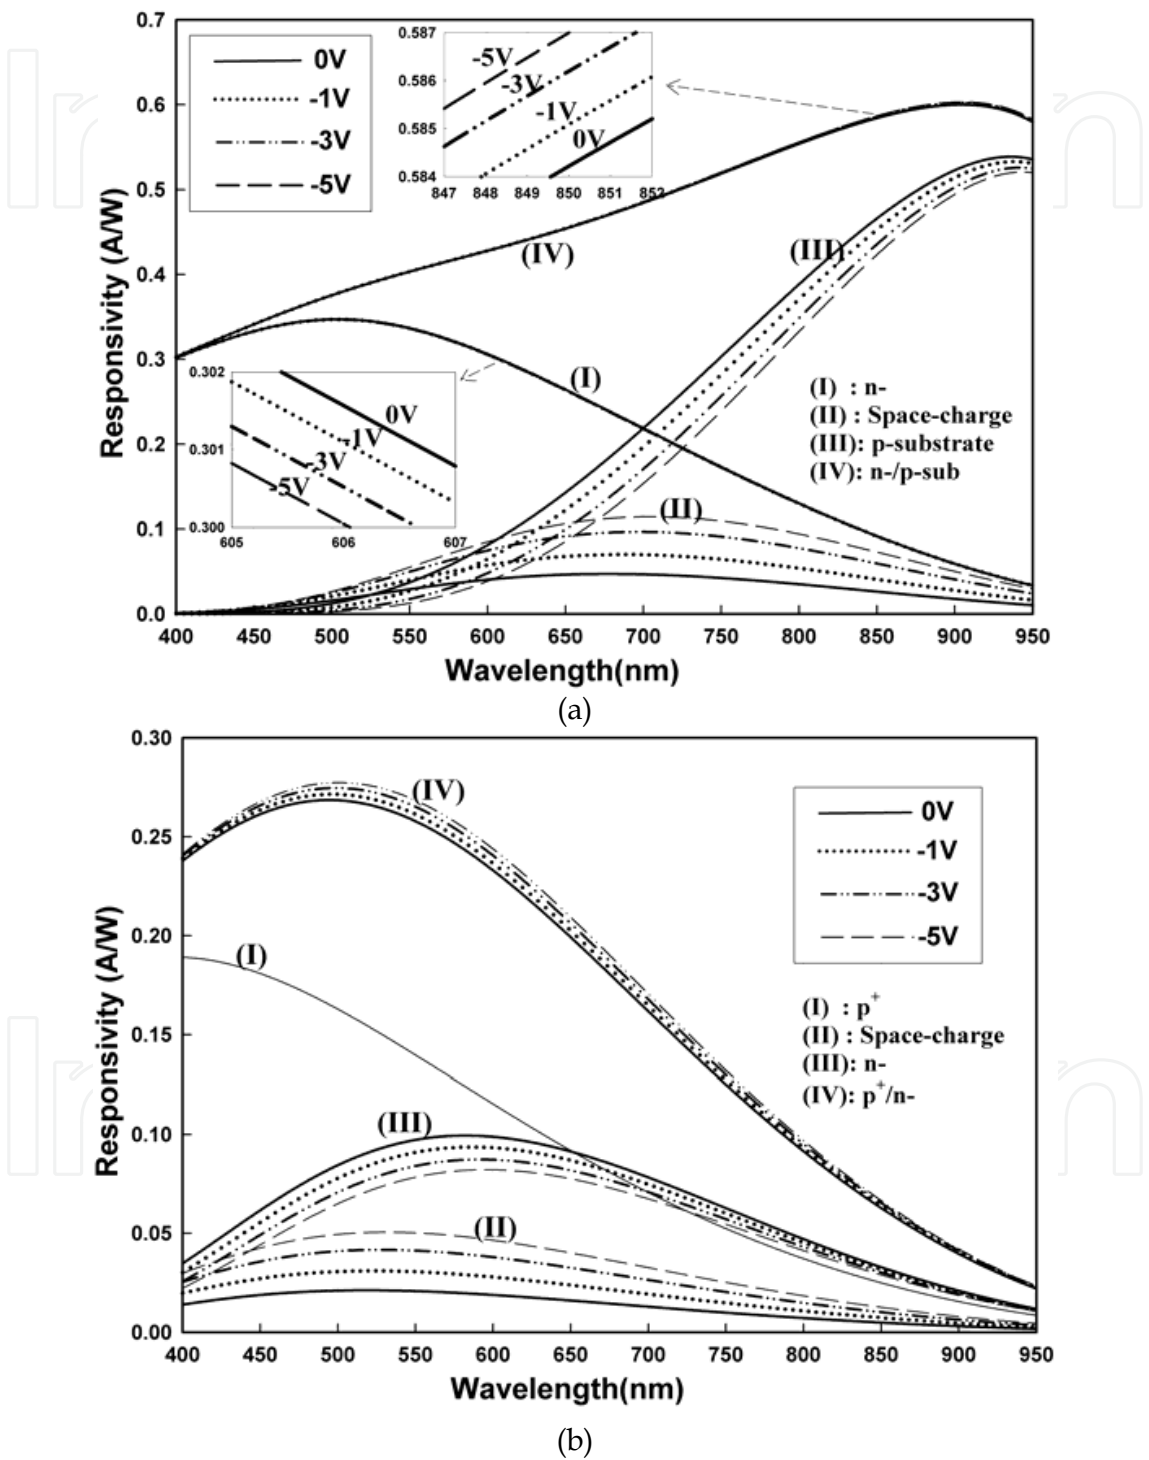 0.7
0.6
0.5
0.4
0.3
0.2
0.1
0.0
Responsivity (A/W)
0V
-1V
-3V
-5V
0.587
0.586
0.585
0.584
-5V
-3V
-1V
0V
847 848 849 850 851 852
(IV)
(III)
(I)
(II)
0.302
0.301
0.300
0V
-1V
-3V
-5V
605 606 607
(I) : n-
(II) : Space-charge
(III): p-substrate
(IV): n-/p-sub
400 450 500 550 600 650 700 750 800 850 900 950
Wavelength(nm)
(a)
0.30
0.25
0.20
0.15
0.10
0.05
0.00
Responsivity (A/W)
(IV)
(I)
(III)
(II)
0V
-1V
-3V
-5V
(I) : p+
(II) : Space-charge
(III): n-
(IV): p+/n-
400 450 500 550 600 650 700 750 800 850 900 950
Wavelength(nm)
(b)